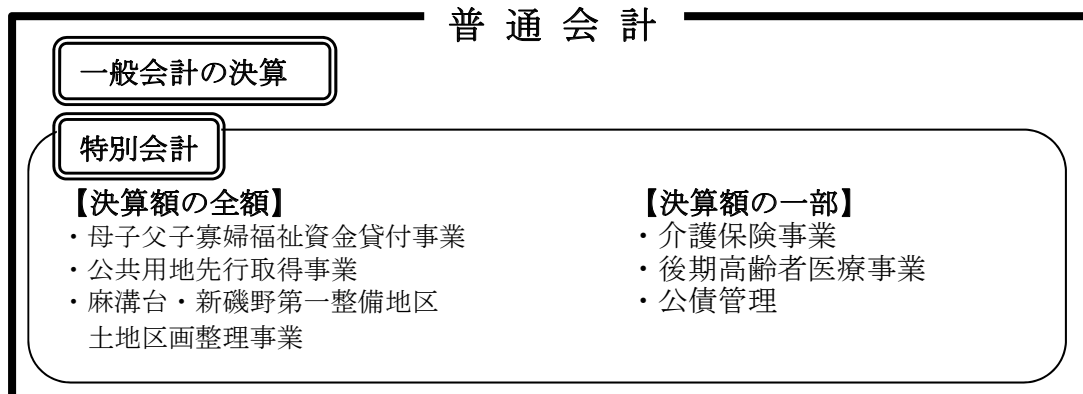 普通会計
一般会計の決算
特別会計
【決算額の全額】
・母子父子寡婦福祉資金貸付事業
・公共用地先行取得事業
・麻溝台・新磯野第一整備地区
土地区画整理事業
【決算額の一部】
・介護保険事業
・後期高齢者医療事業
・公債管理